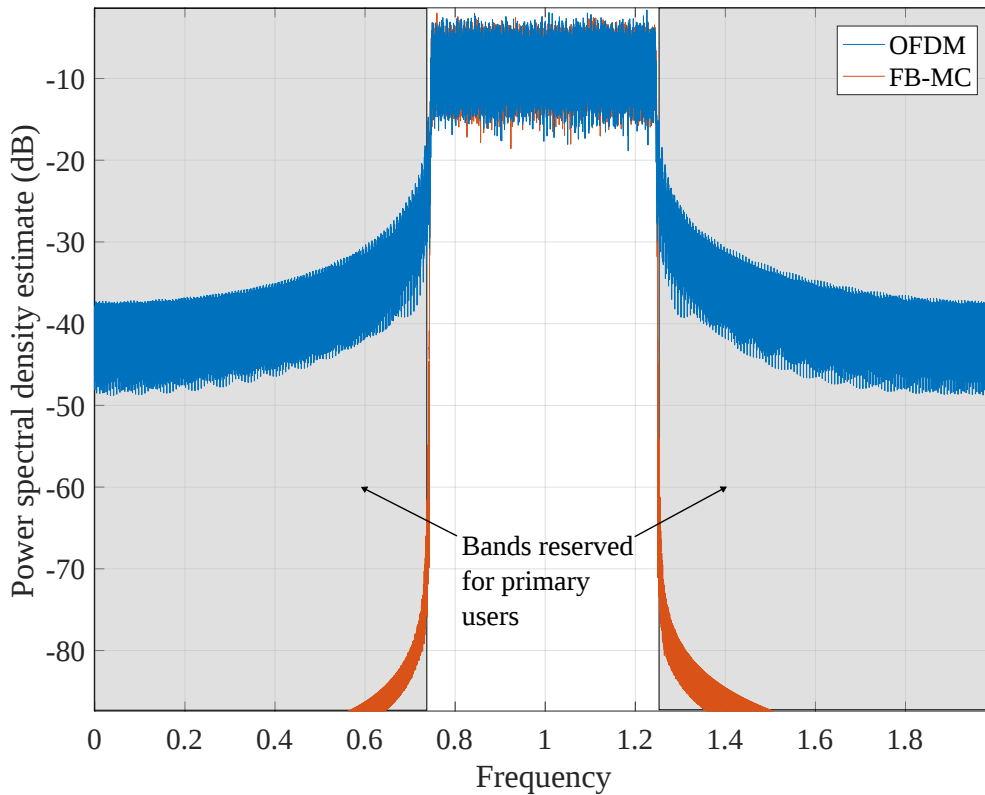 OFDM
FB-MC
Power spectral density estimate (dB)
-10
-20
-30
-40
-50
-60
-70
-80
Bands reserved
for primary
users
0 0.2 0.4 0.6 0.8 1 1.2 1.4 1.6 1.8
Frequency